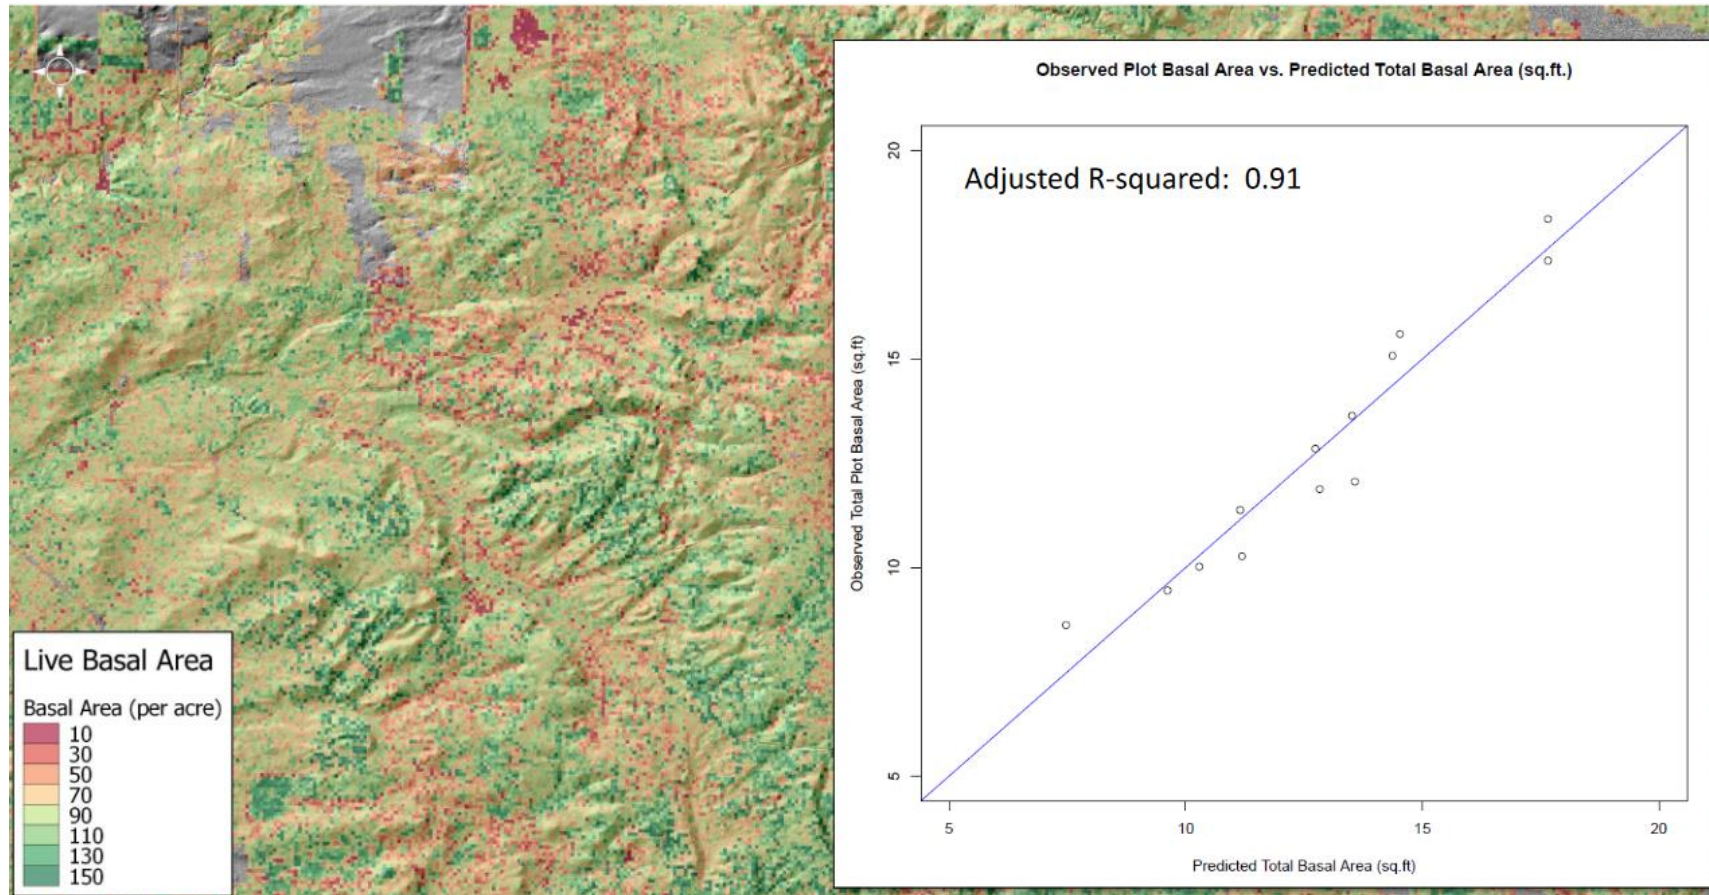 Observed Plot Basal Area vs. Predicted Total Basal Area (sq.ft.)
Adjusted R-squared:  0.91
Observed Total Plot Basal Area (sq.ft)
20
15
10
5
5
10
15
20
Predicted Total Basal Area (sq.ft)
Live Basal Area
Basal Area (per acre)
10
30
50
70
90
110
130
150